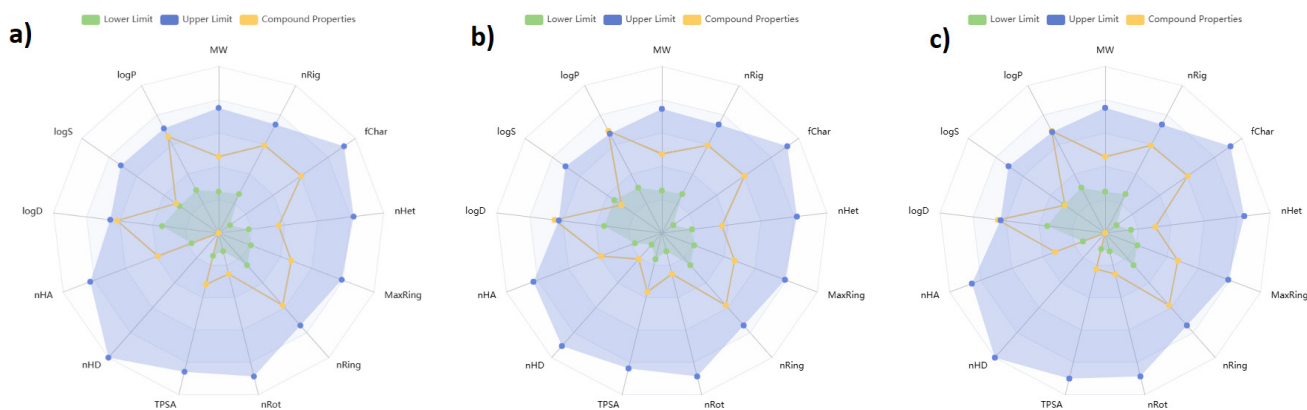 a)
Lower Limit Upper Limit Compound Properties
MW
nRig
fChar
nHet
MaxRing
nRing
nRot
TPSA
nHD
nHA
logD
logS
logP
b)
Lower Limit Upper Limit Compound Properties
MW
nRig
fChar
nHet
MaxRing
nRing
nRot
TPSA
nHD
nHA
logD
logS
logP
c)
Lower Limit Upper Limit Compound Properties
MW
nRig
fChar
nHet
MaxRing
nRing
nRot
TPSA
nHD
nHA
logD
logS
logP